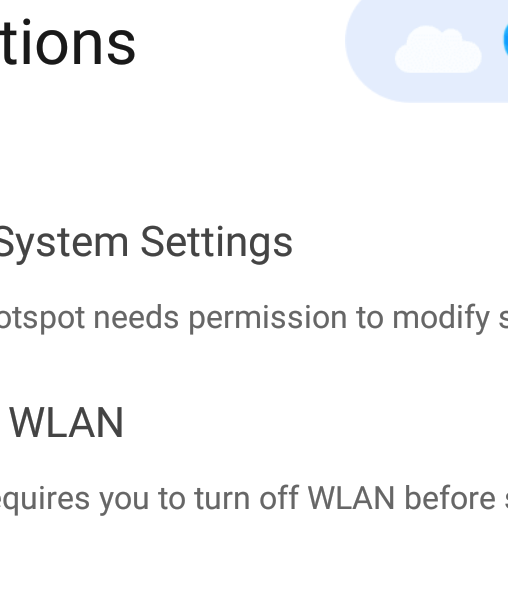 tions
System Settings
otspot needs permission to modify s
WLAN
equires you to turn off WLAN before s